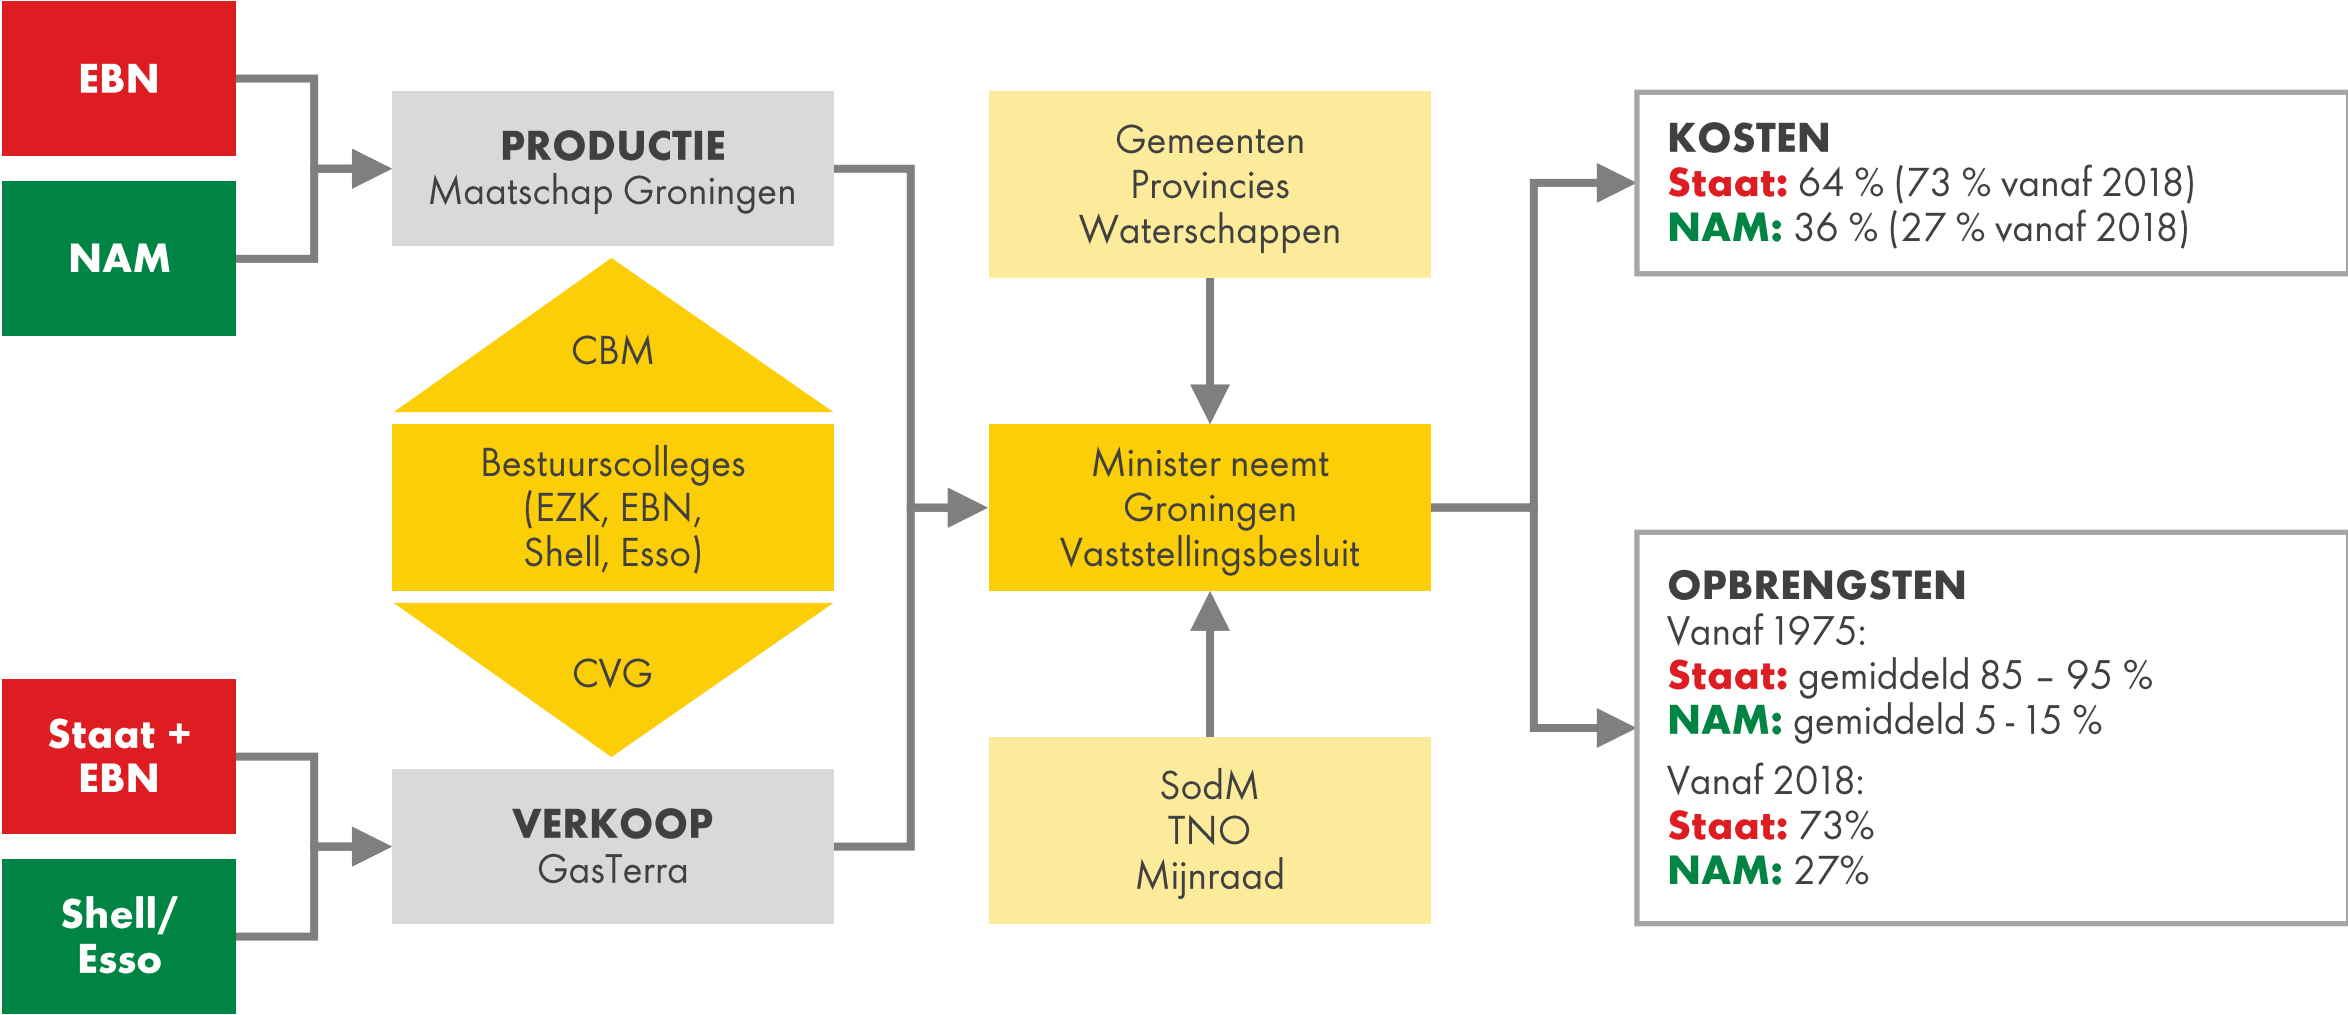 EBN
NAM
PRODUCTIE
Maatschap Groningen
CBM
Bestuurscolleges
(EZK, EBN,
Shell, Esso)
CVG
Staat +
EBN
Shell/
Esso
VERKOOP
GasTerra
Gemeenten
Provincies
Waterschappen
Minister neemt
Groningen
Vaststellingsbesluit
SodM
TNO
Mijnraad
KOSTEN
Staat: 64 % (73 % vanaf 2018)
NAM: 36 % (27 % vanaf 2018)
OPBRENGSTEN
Vanaf 1975:
Staat: gemiddeld 85 – 95 %
NAM: gemiddeld 5 - 15 %
Vanaf 2018:
Staat: 73%
NAM: 27%